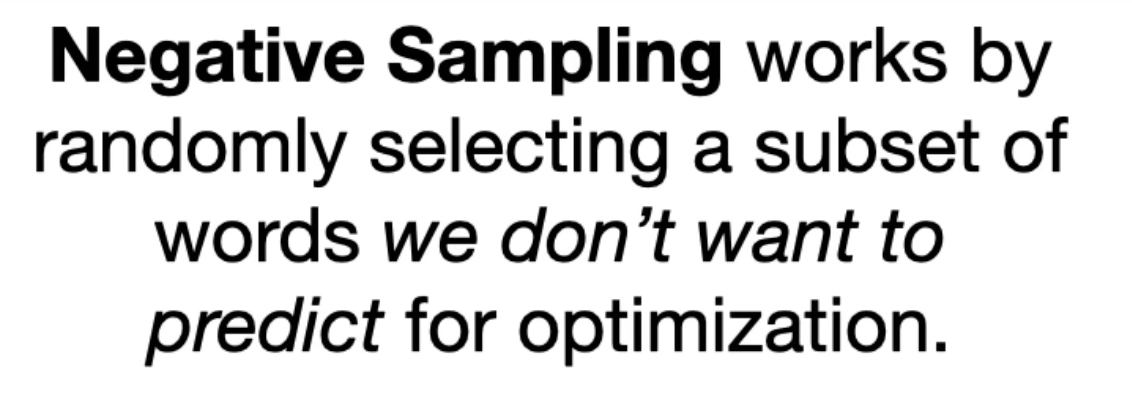 Negative Sampling works by
randomly selecting a subset of
words we don’t want to
predict for optimization.